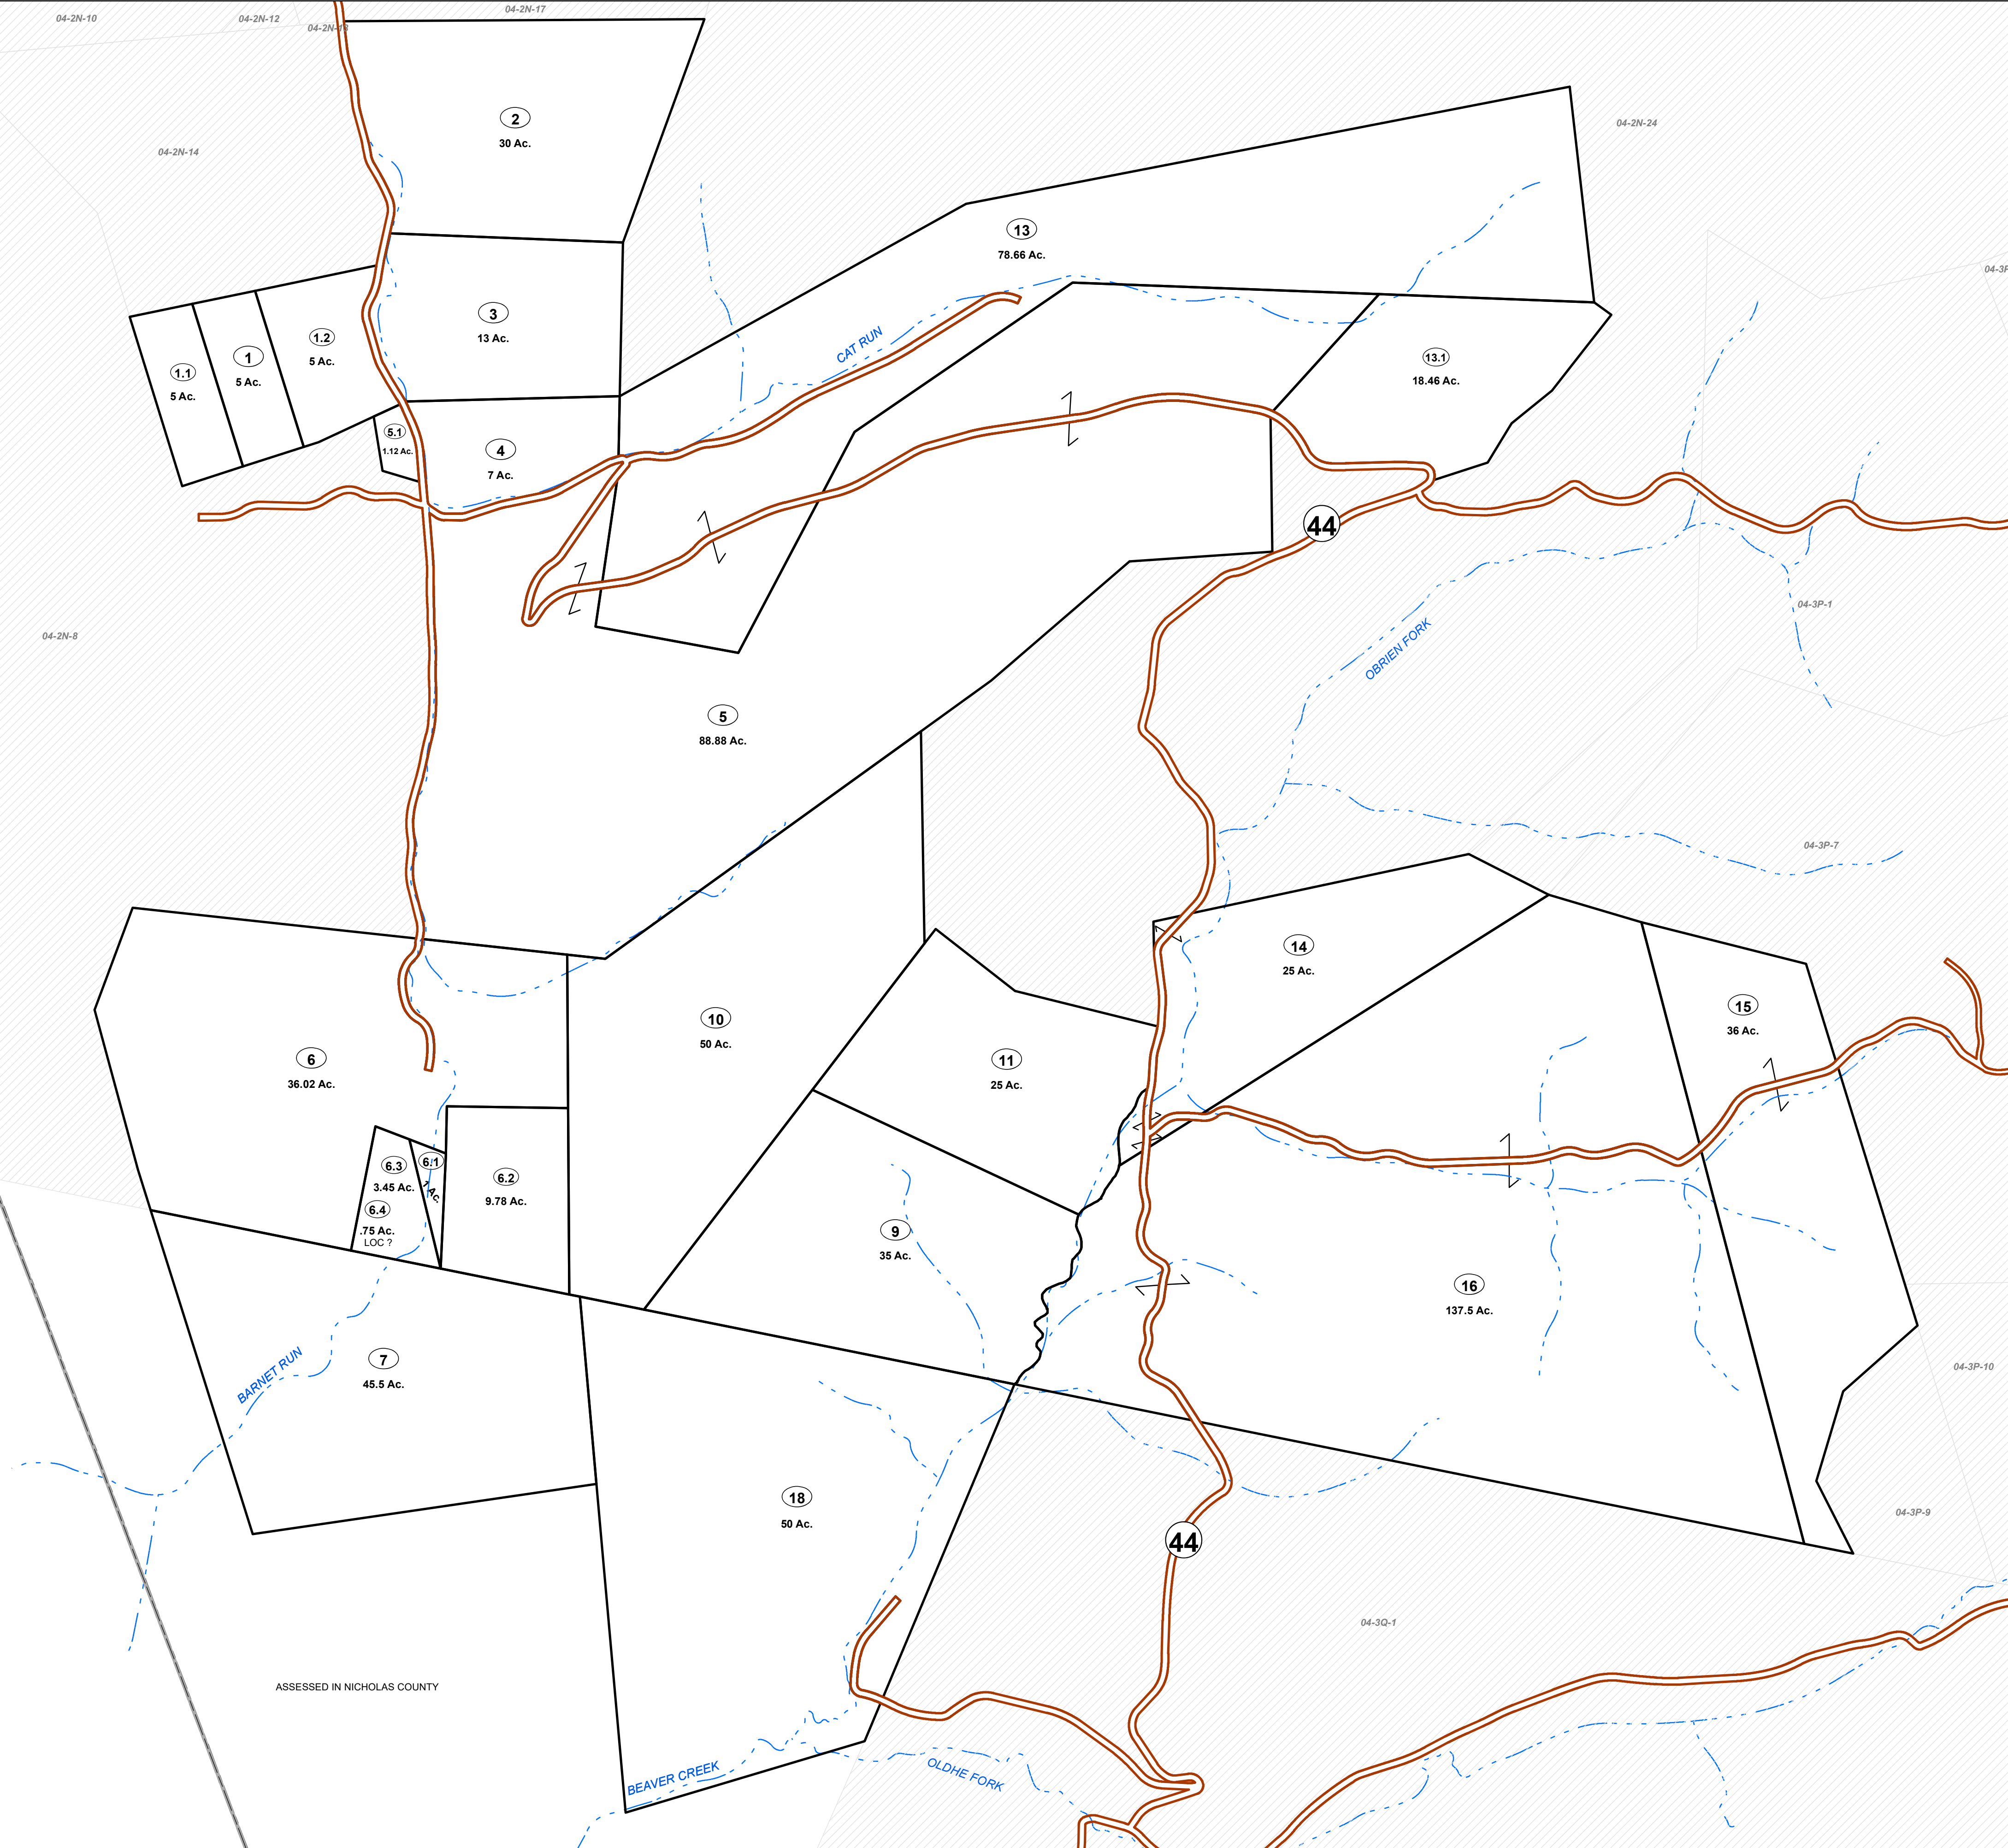 04-2N-10
04-2N-12
04-2N-17
04-2N-13
04-2N-14
04-2N-24
2
30 Ac.
13
78.66 Ac.
04-3P
3
13 Ac.
CAT RUN
1.2
5 Ac.
1
5 Ac.
1.1
5 Ac.
13.1
18.46 Ac.
5.1
1.12 Ac.
4
7 Ac.
44
04-3P-1
04-2N-8
OBRIEN FORK
5
88.88 Ac.
04-3P-7
14
25 Ac.
15
36 Ac.
10
50 Ac.
6
36.02 Ac.
11
25 Ac.
6.3
3.45 Ac.
6.1
1 Ac.
6.2
9.78 Ac.
6.4
.75 Ac.
LOC ?
9
35 Ac.
16
137.5 Ac.
7
45.5 Ac.
BARNET RUN
04-3P-10
18
50 Ac.
04-3P-9
44
04-3Q-1
ASSESSED IN NICHOLAS COUNTY
BEAVER CREEK
OLDHE FORK